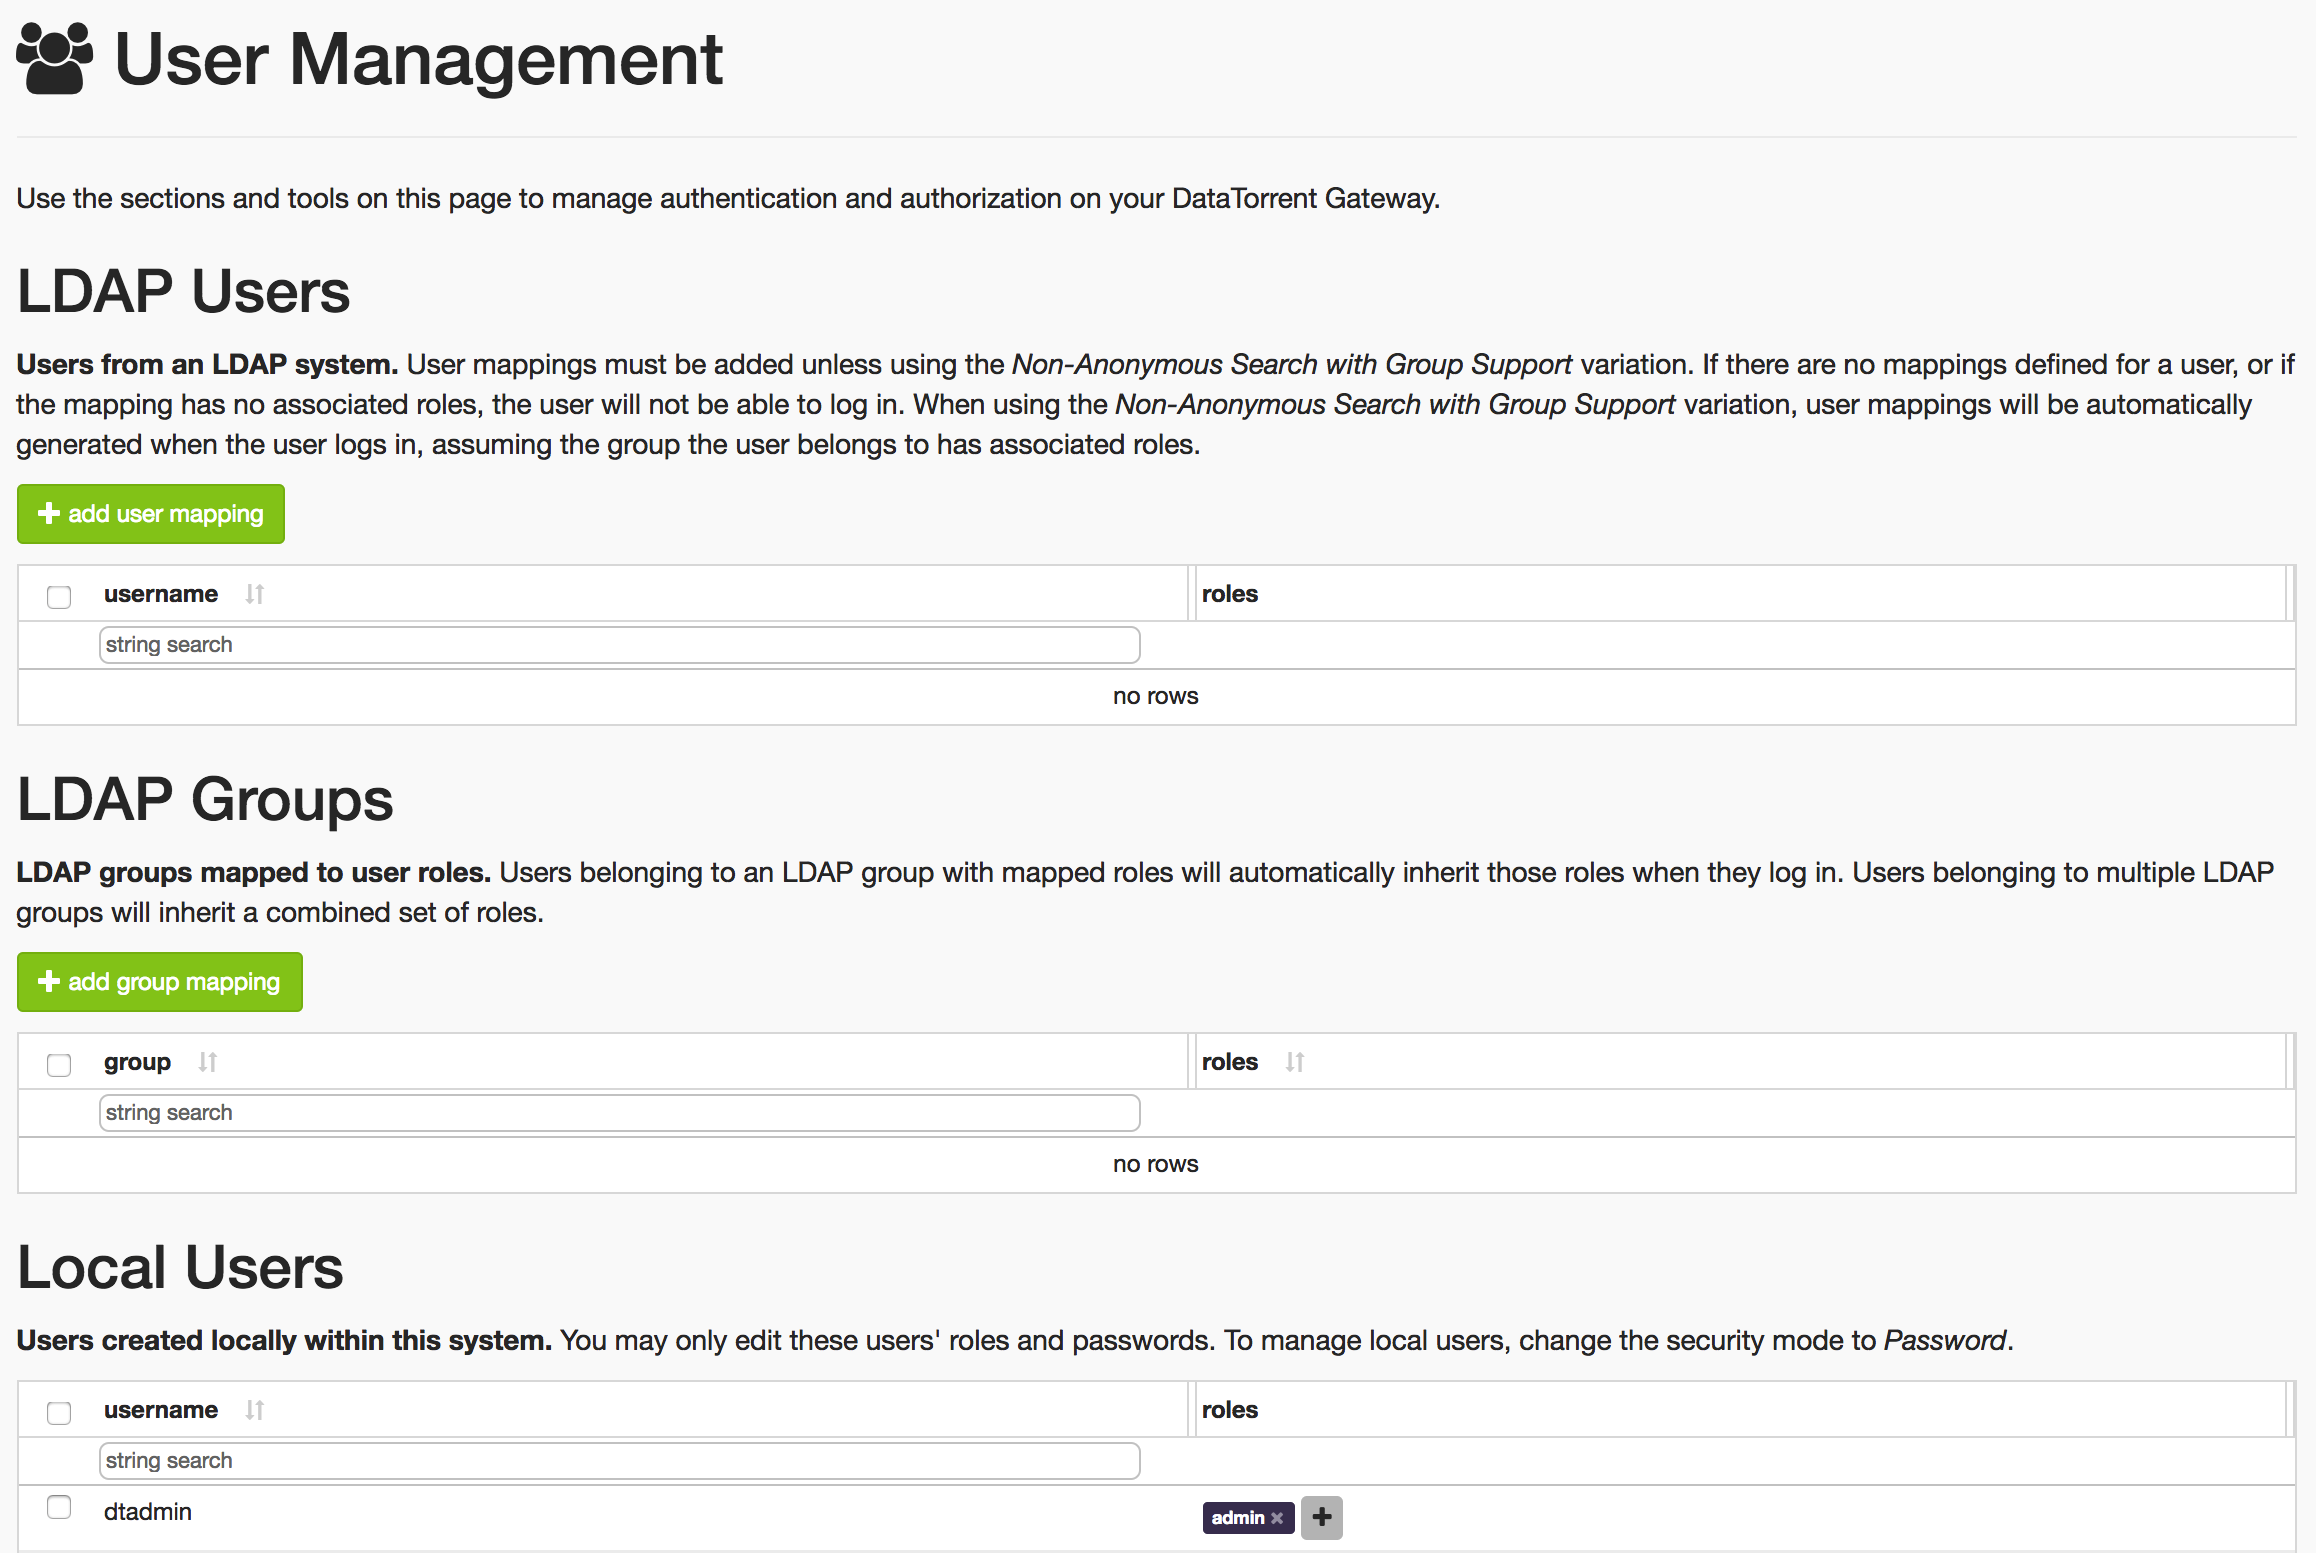 User Management
Use the sections and tools on this page to manage authentication and authorization on your DataTorrent Gateway.
LDAP Users
Users from an LDAP system. User mappings must be added unless using the Non-Anonymous Search with Group Support variation. If there are no mappings defined for a user, or if
the mapping has no associated roles, the user will not be able to log in. When using the Non-Anonymous Search with Group Support variation, user mappings will be automatically
generated when the user logs in, assuming the group the user belongs to has associated roles.
add user mapping
username roles
string search
no rows
LDAP Groups
LDAP groups mapped to user roles. Users belonging to an LDAP group with mapped roles will automatically inherit those roles when they log in. Users belonging to multiple LDAP
groups will inherit a combined set of roles.
add group mapping
group roles
string search
no rows
Local Users
Users created locally within this system. You may only edit these users' roles and passwords. To manage local users, change the security mode to Password.
username roles
string search
dtadmin admin